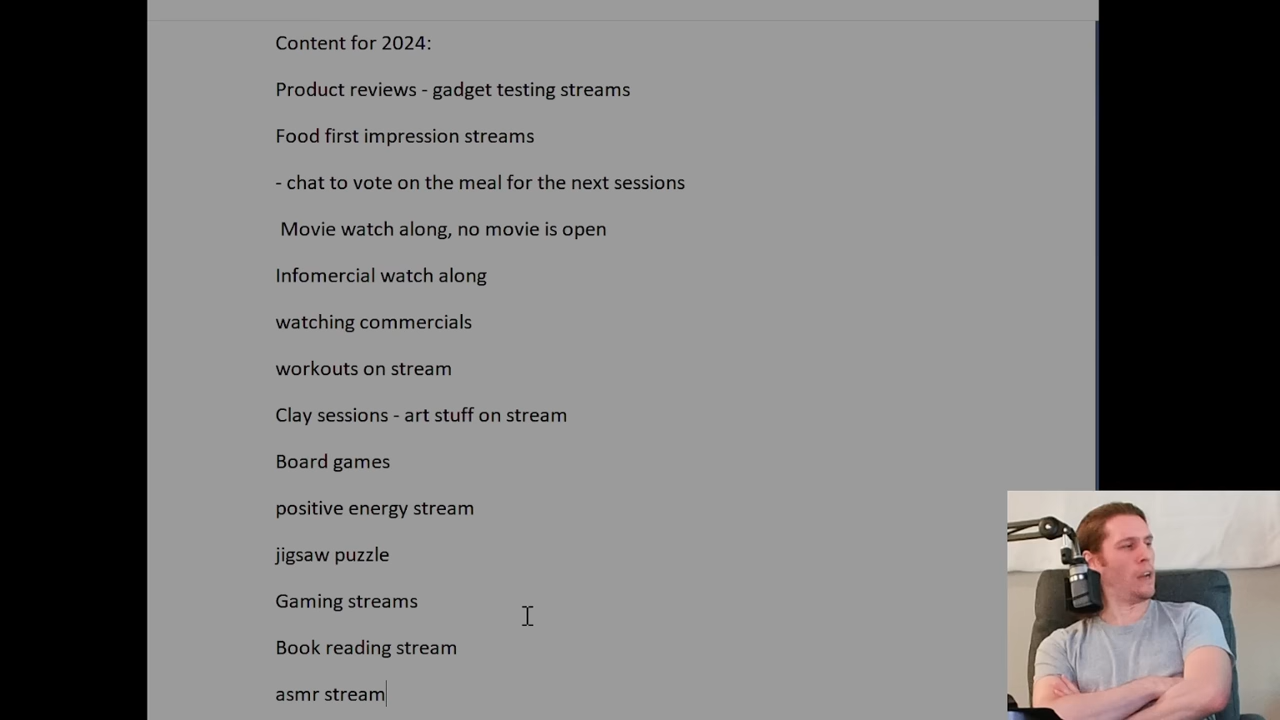 Content for 2024:
Product reviews - gadget testing streams
Food first impression streams
- chat to vote on the meal for the next sessions
Movie watch along, no movie is open
Infomercial watch along
watching commercials
workouts on stream
Clay sessions - art stuff on stream
Board games
positive energy stream
jigsaw puzzle
Gaming streams
Book reading stream
asmr stream